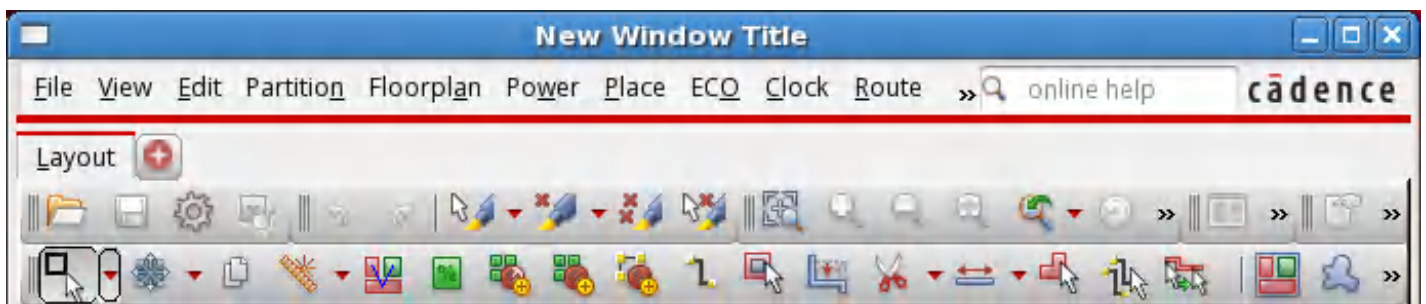 New Window Title
File View Edit Partition Floorplan Power Place ECO Clock Route » online help cādence
Layout
» » »
% »